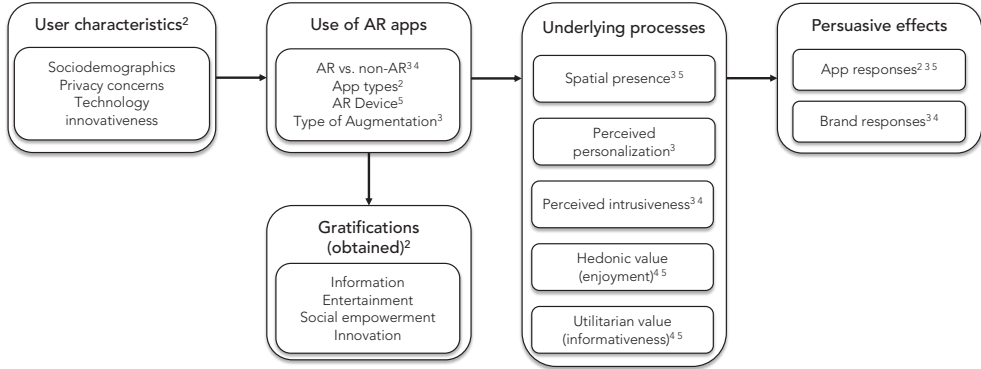 User characteristics²
Sociodemographics
Privacy concerns
Technology
innovativeness
Use of AR apps
AR vs. non-AR³ ⁴
App types²
AR Device⁵
Type of Augmentation³
Gratifications
(obtained)²
Information
Entertainment
Social empowerment
Innovation
Underlying processes
Spatial presence³ ⁵
Perceived
personalization³
Perceived intrusiveness³ ⁴
Hedonic value
(enjoyment)⁴ ⁵
Utilitarian value
(informativeness)⁴ ⁵
Persuasive effects
App responses² ³ ⁵
Brand responses³ ⁴